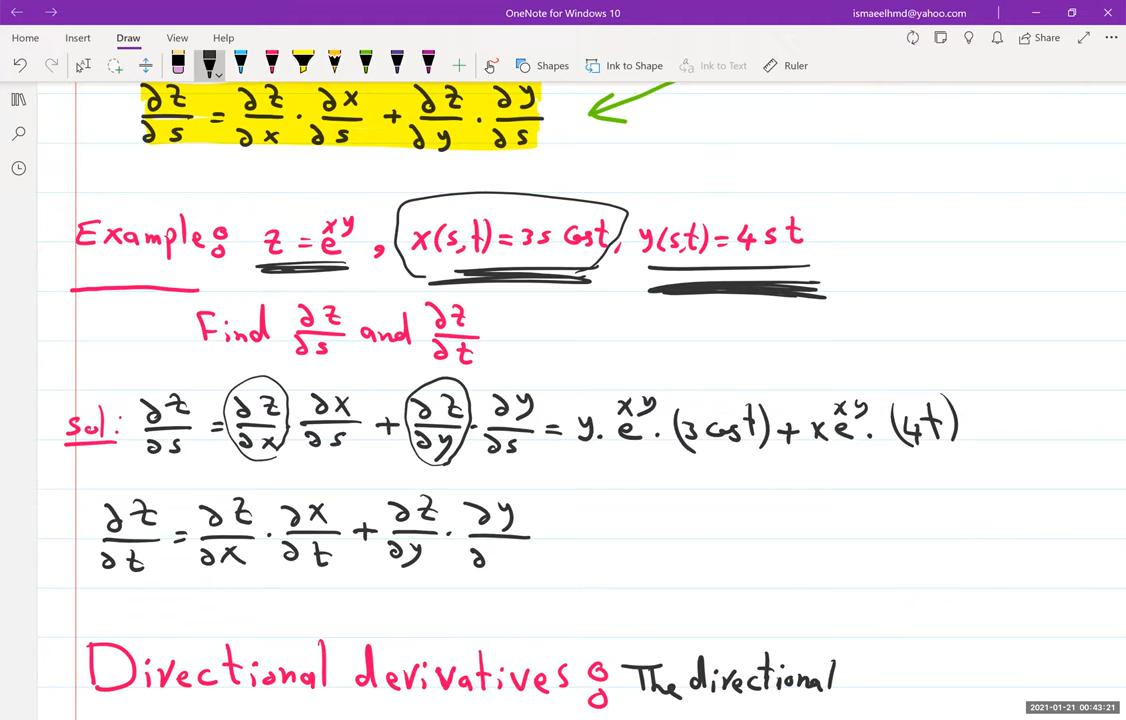 OneNote for Windows 10 ismaeelhmd@yahoo.com
Home Insert Draw View Help Share
Shapes Ink to Shape Ink to Text Ruler
∂z/∂s = ∂z/∂x · ∂x/∂s + ∂z/∂y · ∂y/∂s
Example: z = e^xy, x(s,t) = 3s cost, y(s,t) = 4st
Find ∂z/∂s and ∂z/∂t
sol: ∂z/∂s = ∂z/∂x · ∂x/∂s + ∂z/∂y · ∂y/∂s = y. e^xy. (3 cost) + x e^xy. (4t)
∂z/∂t = ∂z/∂x · ∂x/∂t + ∂z/∂y · ∂y/∂
Directional derivatives: The directional
2021-01-21 00:43:21